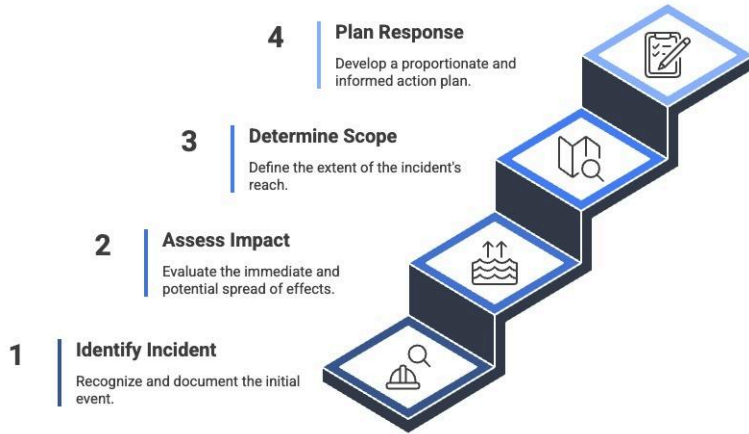 4
Plan Response
Develop a proportionate and
informed action plan.
3
Determine Scope
Define the extent of the incident's
reach.
2
Assess Impact
Evaluate the immediate and
potential spread of effects.
1
Identify Incident
Recognize and document the initial
event.